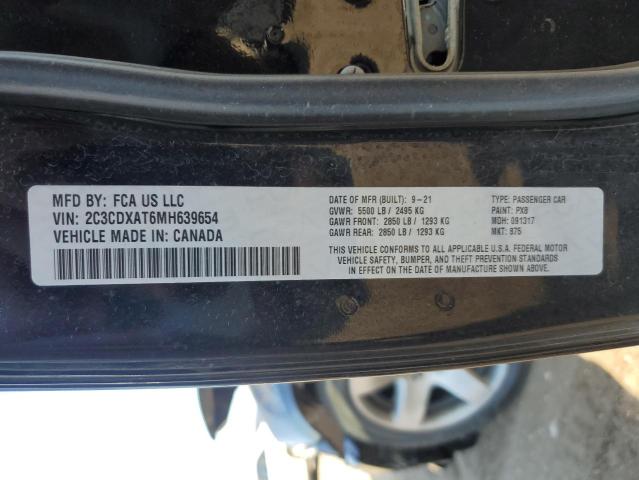 MFD BY: FCA US LLC
VIN: 2C3CDXAT6MH639654
VEHICLE MADE IN: CANADA
DATE OF MFR (BUILT): 9-21
GVWR: 5500 LB / 2495 KG
GAWR FRONT: 2850 LB / 1293 KG
GAWR REAR: 2850 LB / 1293 KG
TYPE: PASSENGER CAR
PAINT: PX8
MDH: 091317
MKT: 875
THIS VEHICLE CONFORMS TO ALL APPLICABLE U.S.A. FEDERAL MOTOR
VEHICLE SAFETY, BUMPER, AND THEFT PREVENTION STANDARDS
IN EFFECT ON THE DATE OF MANUFACTURE SHOWN ABOVE.